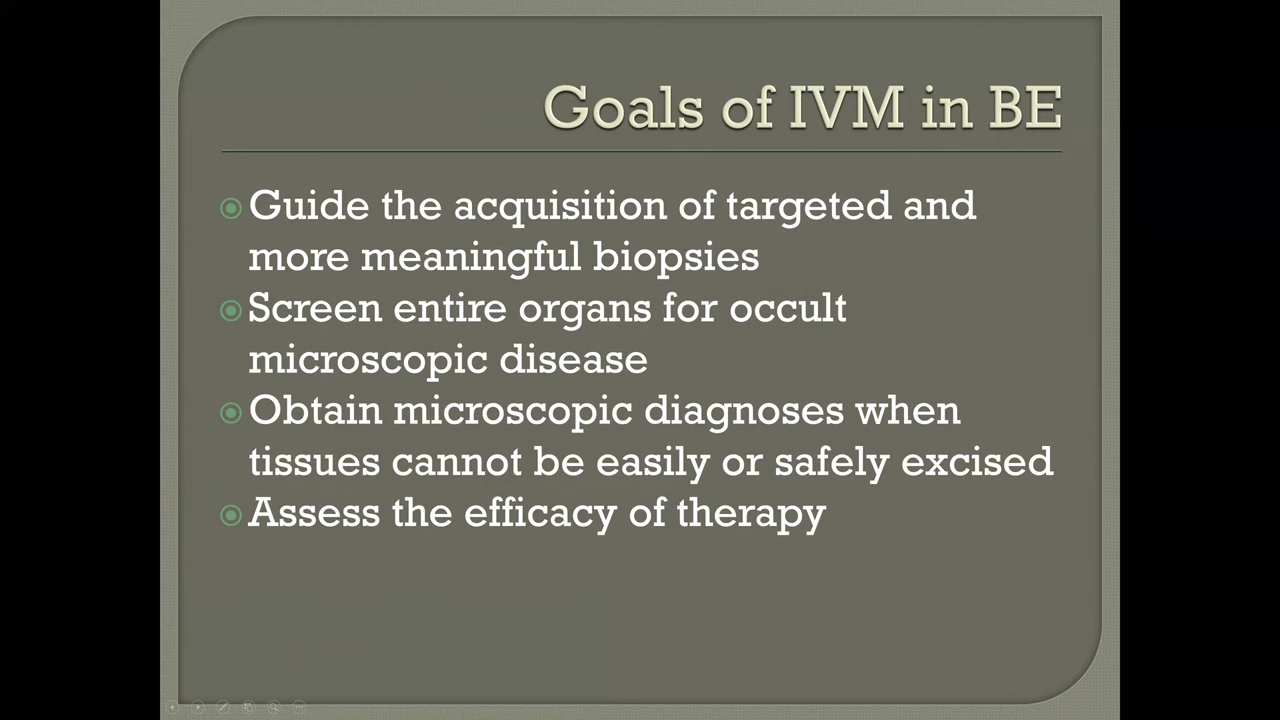 Goals of IVM in BE
Guide the acquisition of targeted and
more meaningful biopsies
Screen entire organs for occult
microscopic disease
Obtain microscopic diagnoses when
tissues cannot be easily or safely excised
Assess the efficacy of therapy